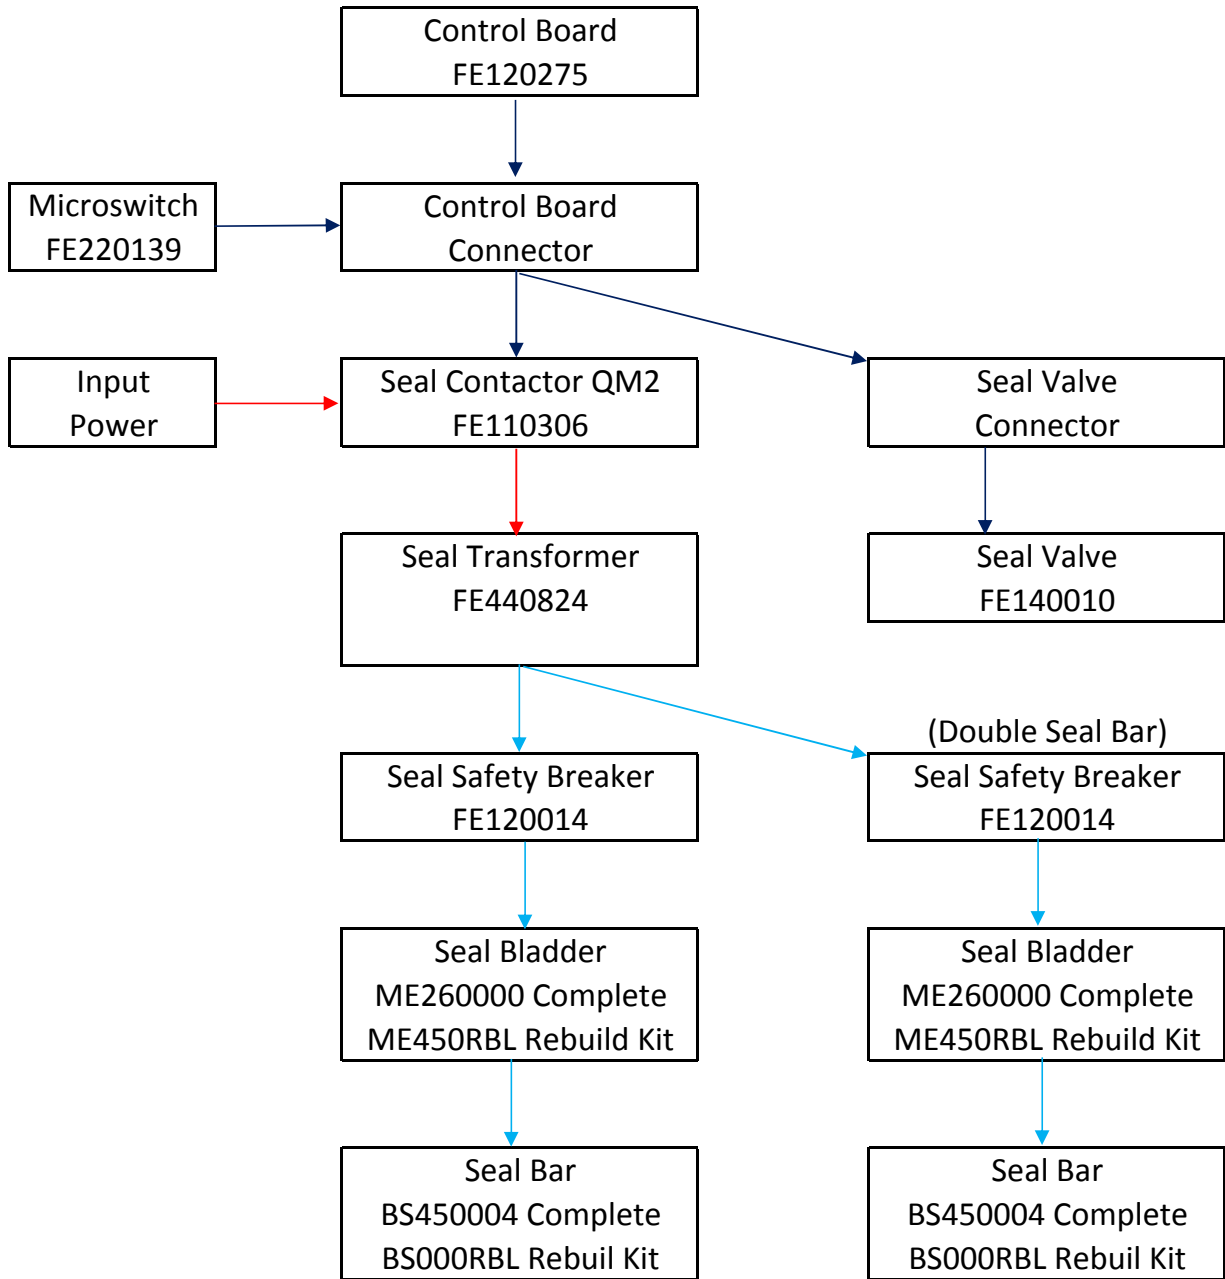 Control Board
FE120275
Microswitch
FE220139
Control Board
Connector
Input
Power
Seal Contactor QM2
FE110306
Seal Valve
Connector
Seal Transformer
FE440824
Seal Valve
FE140010
(Double Seal Bar)
Seal Safety Breaker
FE120014
Seal Safety Breaker
FE120014
Seal Bladder
ME260000 Complete
ME450RBL Rebuild Kit
Seal Bladder
ME260000 Complete
ME450RBL Rebuild Kit
Seal Bar
BS450004 Complete
BS000RBL Rebuil Kit
Seal Bar
BS450004 Complete
BS000RBL Rebuil Kit